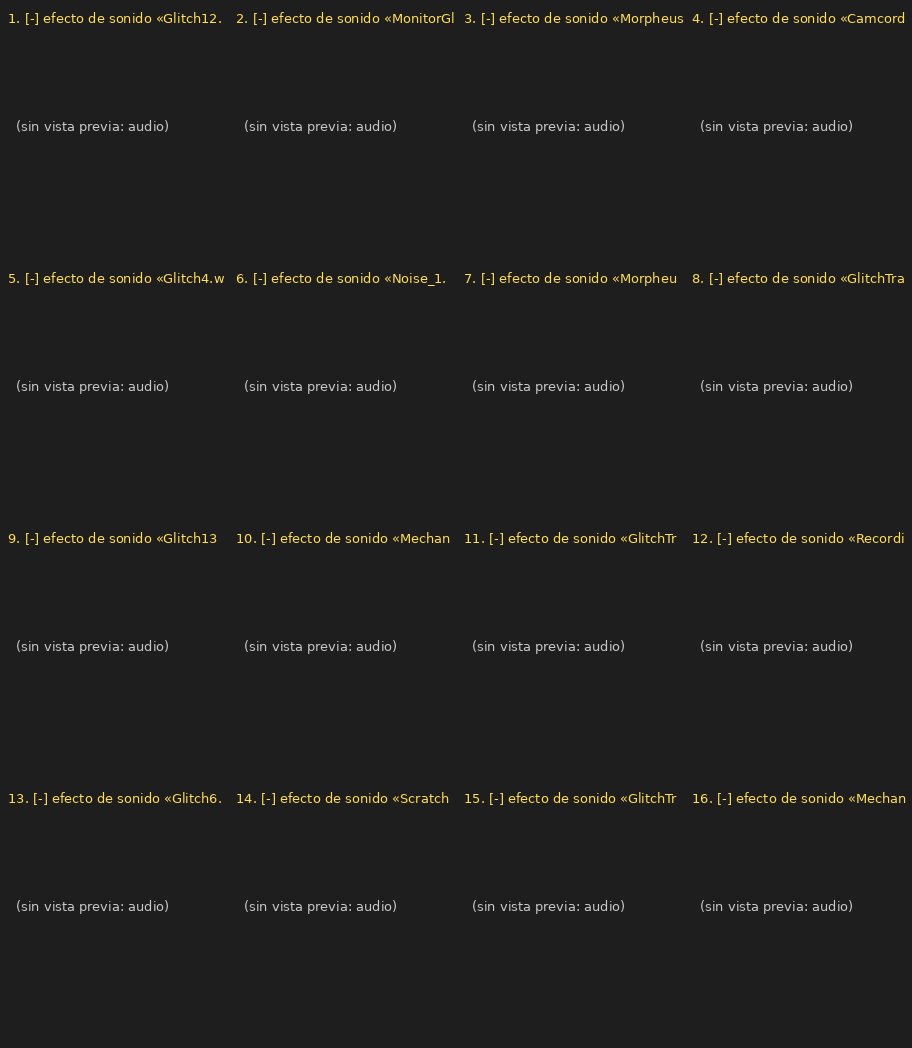 1. [-] efecto de sonido «Glitch12.
2. [-] efecto de sonido «MonitorGl
3. [-] efecto de sonido «Morpheus
4. [-] efecto de sonido «Camcord
(sin vista previa: audio)
(sin vista previa: audio)
(sin vista previa: audio)
(sin vista previa: audio)
5. [-] efecto de sonido «Glitch4.w
6. [-] efecto de sonido «Noise_1.
7. [-] efecto de sonido «Morpheu
8. [-] efecto de sonido «GlitchTra
(sin vista previa: audio)
(sin vista previa: audio)
(sin vista previa: audio)
(sin vista previa: audio)
9. [-] efecto de sonido «Glitch13
10. [-] efecto de sonido «Mechan
11. [-] efecto de sonido «GlitchTr
12. [-] efecto de sonido «Recordi
(sin vista previa: audio)
(sin vista previa: audio)
(sin vista previa: audio)
(sin vista previa: audio)
13. [-] efecto de sonido «Glitch6.
14. [-] efecto de sonido «Scratch
15. [-] efecto de sonido «GlitchTr
16. [-] efecto de sonido «Mechan
(sin vista previa: audio)
(sin vista previa: audio)
(sin vista previa: audio)
(sin vista previa: audio)